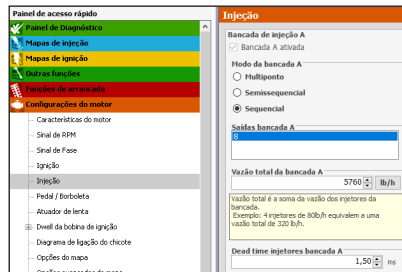 Painel de acesso rápido
Painel de Diagnóstico
Mapas de injeção
Mapas de ignição
Outras funções
Funções de arrancada
Configurações do motor
Características do motor
Sinal de RPM
Sinal de Fase
Ignição
Injeção
Pedal / Borboleta
Atuador de lenta
Dwell da bobina de ignição
Diagrama de ligação do chicote
Opções do mapa
Injeção
Bancada de injeção A
Bancada A ativada
Modo da bancada A
Multiponto
Semissequencial
Sequencial
Saídas bancada A
8
Vazão total da bancada A
5760 lb/h
Vazão total é a soma da vazão dos injetores da
bancada.
Exemplo: 4 injetores de 80lb/h equivalem a uma
vazão total de 320 lb/h.
Dead time injetores bancada A
1,50 ms